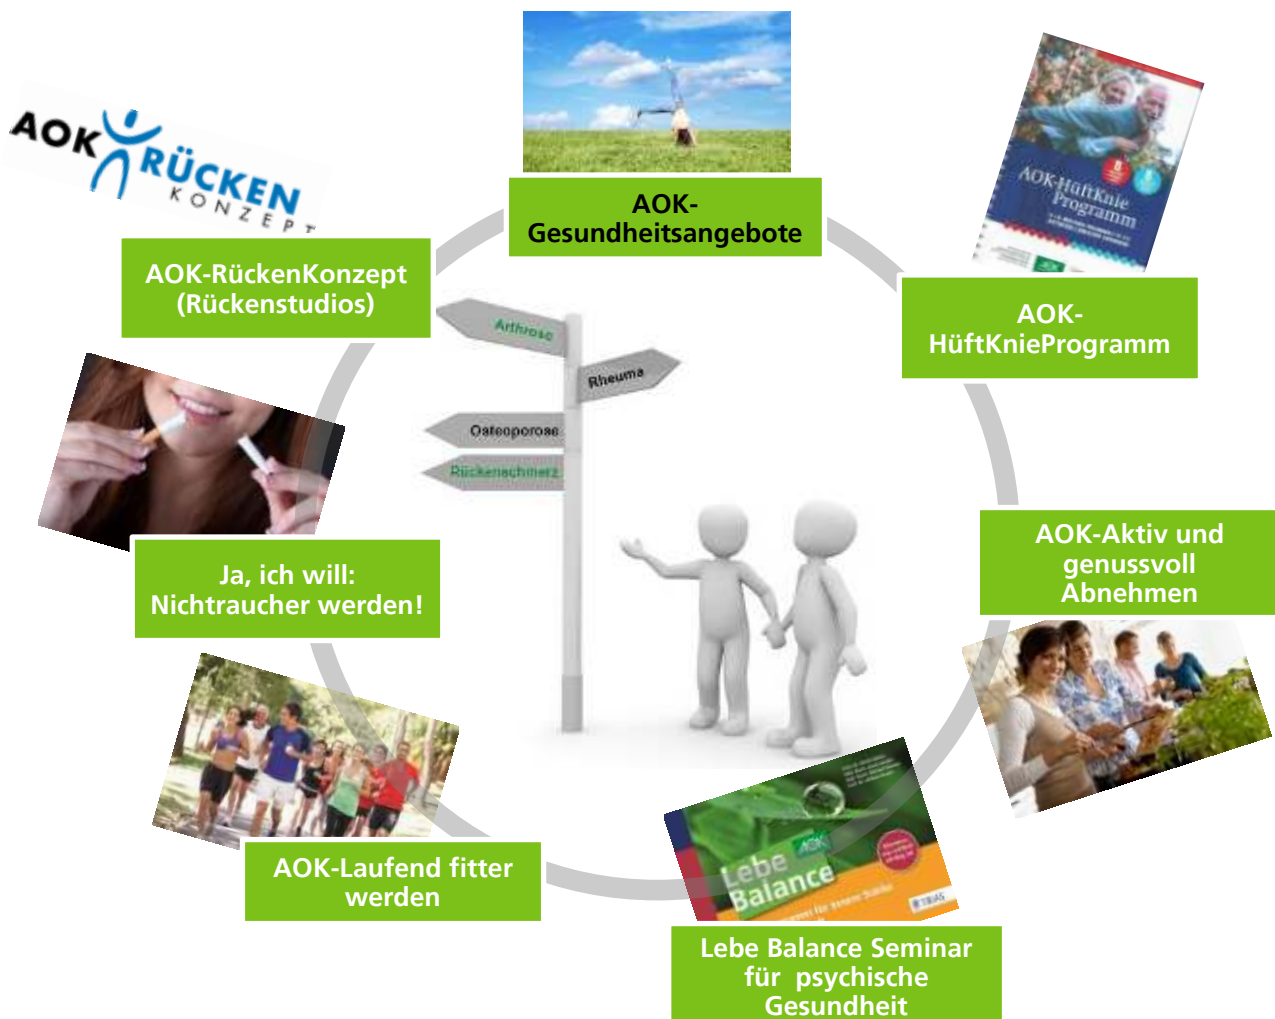 AOK-
Gesundheitsangebote
AOK
RÜCKEN
KONZEPT
AOK-RückenKonzept
(Rückenstudios)
AOK-HüftKnie
Programm
AOK-
HüftKnieProgramm
Arthrose
Rheuma
Osteoporose
Rückenschmerz
Ja, ich will:
Nichtraucher werden!
AOK-Aktiv und
genussvoll
Abnehmen
AOK-Laufend fitter
werden
AOK
Lebe
Balance
TRIAS
Lebe Balance Seminar
für  psychische
Gesundheit